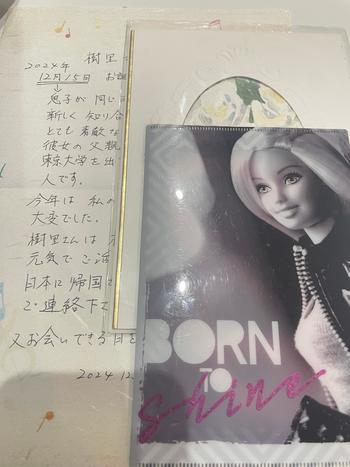 樹里
2024年
12月15日 お
息子が同じ
新しく知り合
とても素敵な
彼女の父親
東京大学を出
人です。
今年は 私の
大変でした。
樹里さんは
元気で ご活
日本に帰国
ご連絡下
又お会いできる日を
2024 12.
BORN
TO
Shine